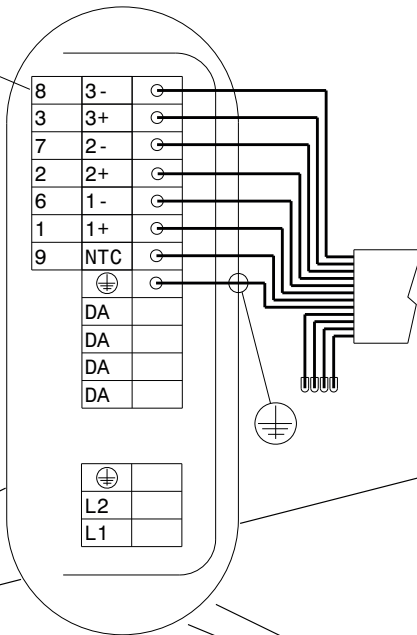 8 3-
3 3+
7 2-
2 2+
6 1-
1 1+
9 NTC
DA
DA
DA
DA
L2
L1